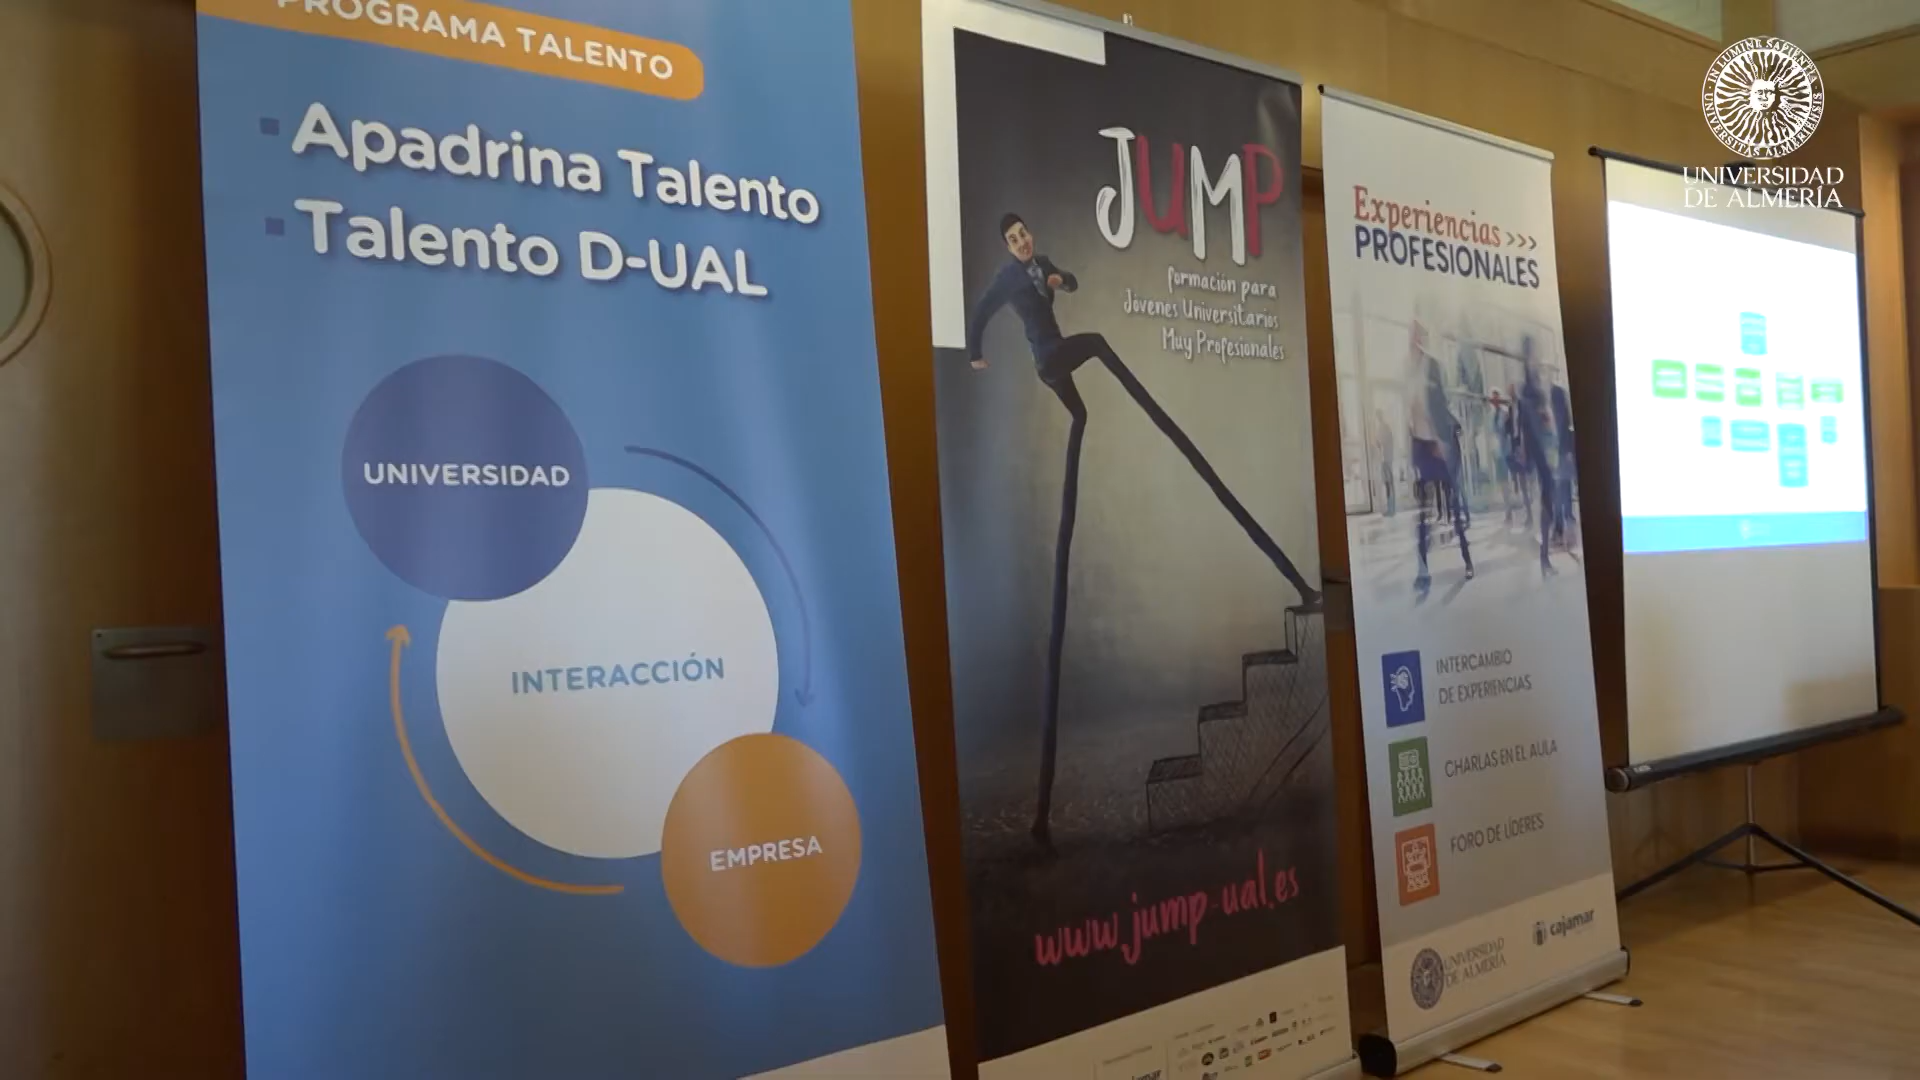 PROGRAMA TALENTO
Apadrina Talento
Talento D-UAL
UNIVERSIDAD
INTERACCIÓN
EMPRESA
JUMP
formación para
Jóvenes Universitarios
Muy Profesionales
www.jump-ual.es
cajamar
Experiencias >>>
PROFESIONALES
INTERCAMBIO
DE EXPERIENCIAS
CHARLAS EN EL AULA
FORO DE LÍDERES
UNIVERSIDAD
DE ALMERÍA
cajamar
IN LUMINE SAPIENTIA
UNIVERSITAS ALMERIENSIS
UNIVERSIDAD
DE ALMERÍA